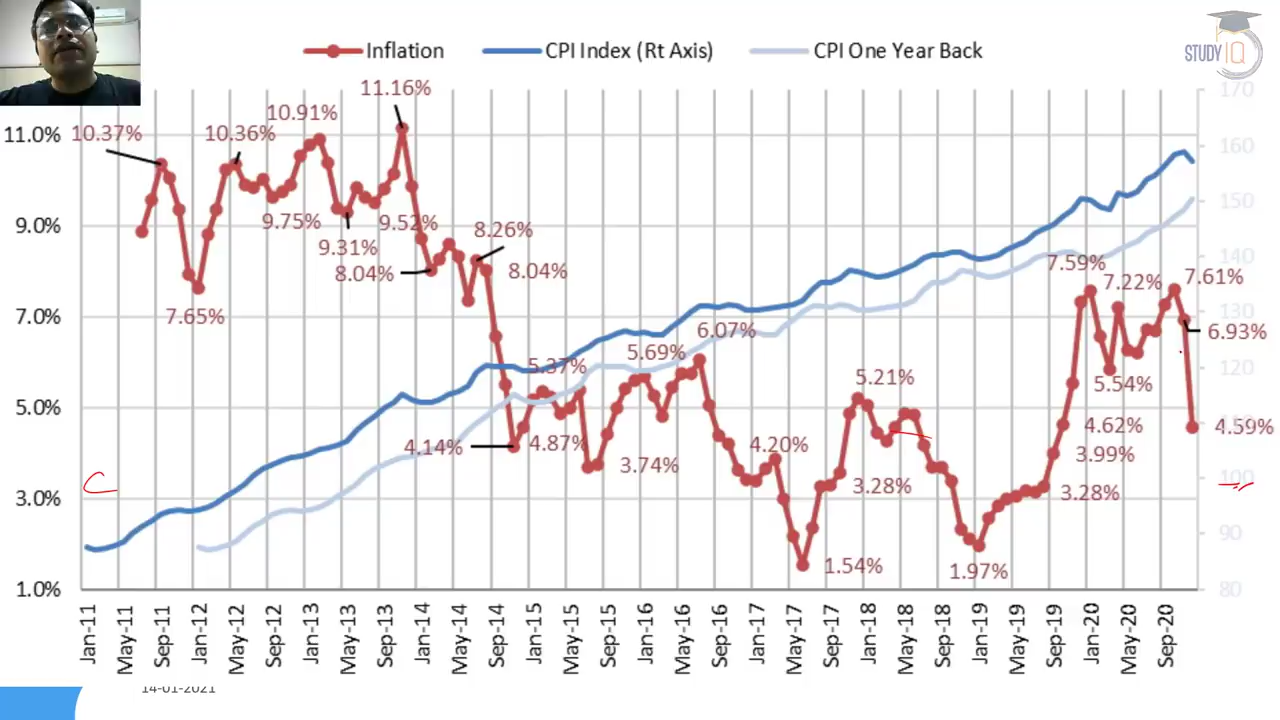 Inflation
CPI Index (Rt Axis)
CPI One Year Back
STUDY IQ
11.16%
10.91%
10.37%
10.36%
9.75%
9.31%
9.52%
8.04%
8.26%
8.04%
7.65%
5.37%
5.69%
6.07%
4.14%
4.87%
3.74%
4.20%
5.21%
3.28%
1.54%
1.97%
7.59%
7.22%
7.61%
6.93%
5.54%
4.62%
4.59%
3.99%
3.28%
11.0%
9.0%
7.0%
5.0%
3.0%
1.0%
170
160
150
140
130
120
100
90
80
Jan-11
May-11
Sep-11
Jan-12
May-12
Sep-12
Jan-13
May-13
Sep-13
Jan-14
May-14
Sep-14
Jan-15
May-15
Sep-15
Jan-16
May-16
Sep-16
Jan-17
May-17
Sep-17
Jan-18
May-18
Sep-18
Jan-19
May-19
Sep-19
Jan-20
May-20
Sep-20
14-01-2021